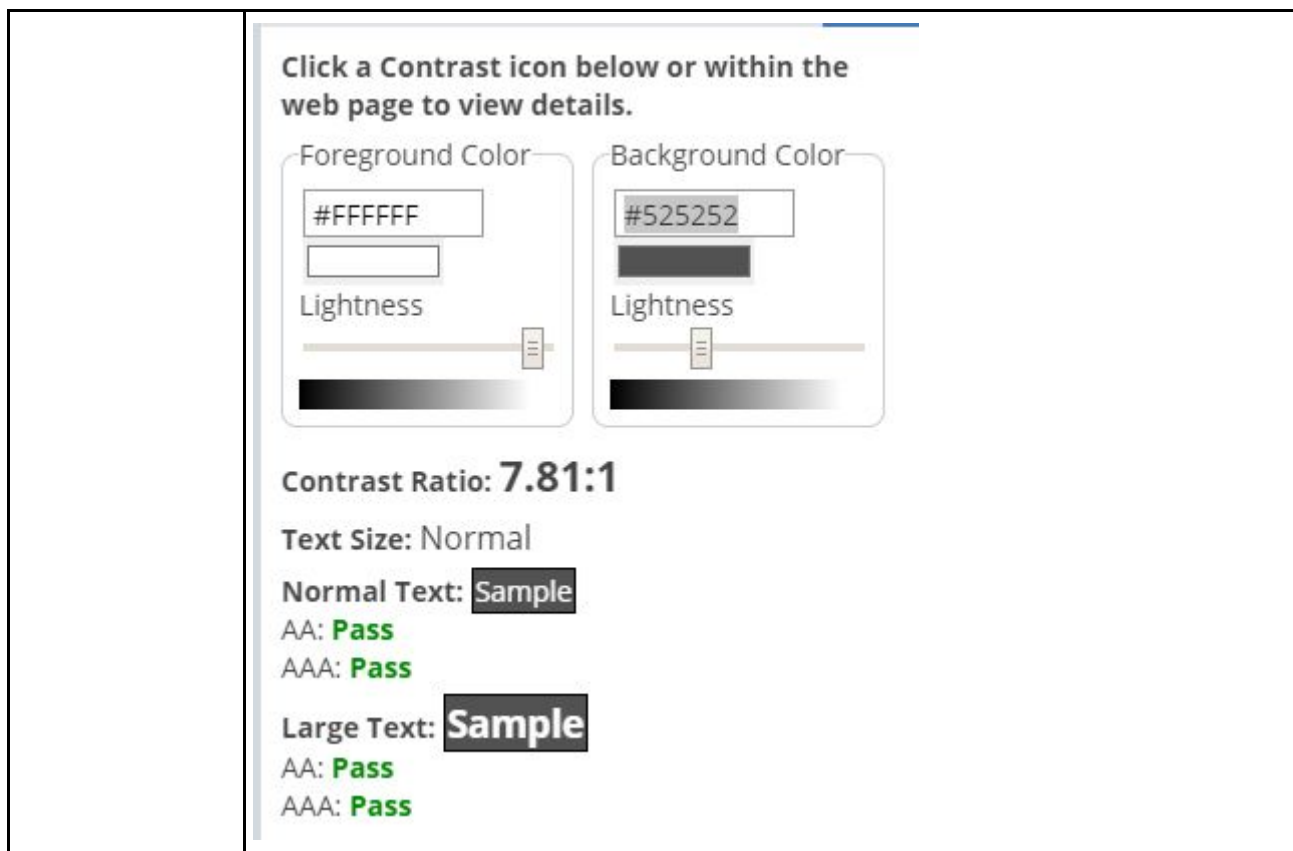 Click a Contrast icon below or within the
web page to view details.
Foreground Color
Background Color
#FFFFFF
#525252
Lightness
Lightness
Contrast Ratio: 7.81:1
Text Size: Normal
Normal Text: Sample
AA: Pass
AAA: Pass
Large Text: Sample
AA: Pass
AAA: Pass